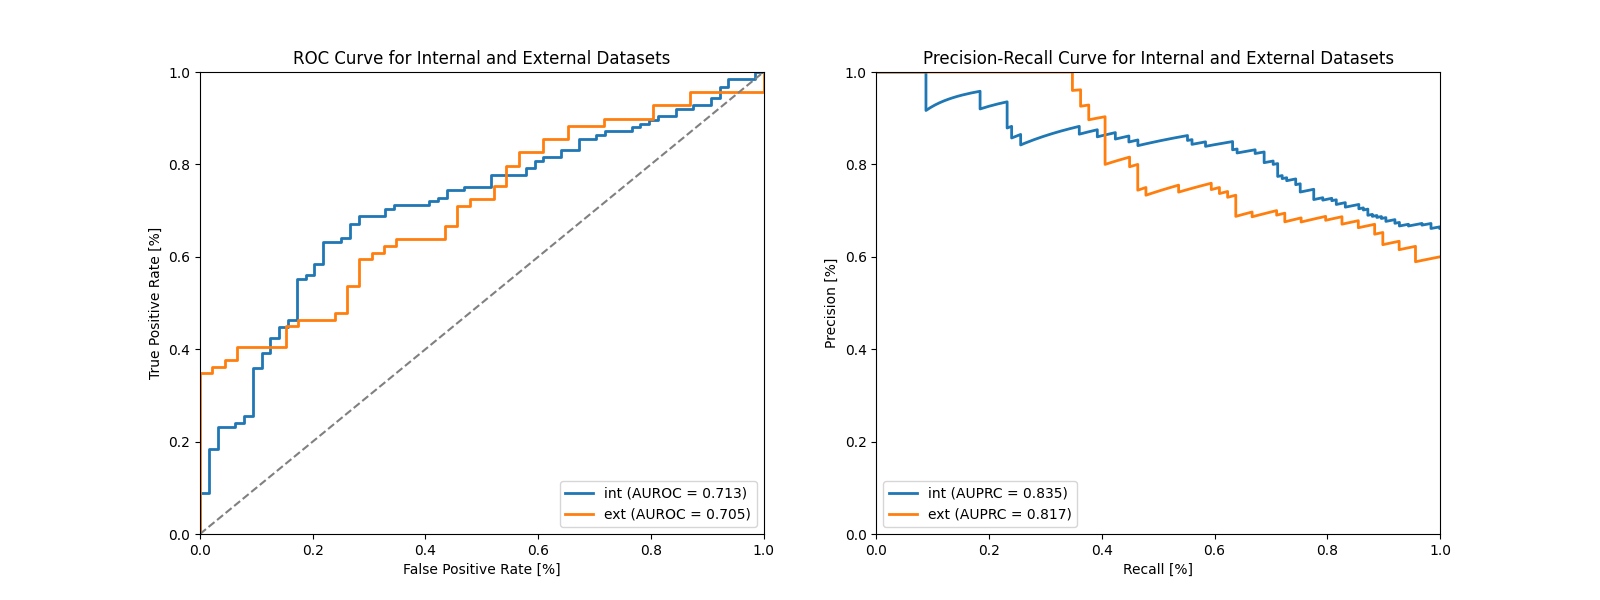 ROC Curve for Internal and External Datasets
1.0
0.8
0.6
0.4
0.2
0.0
True Positive Rate [%]
0.0 0.2 0.4 0.6 0.8 1.0
False Positive Rate [%]
int (AUROC = 0.713)
ext (AUROC = 0.705)
Precision-Recall Curve for Internal and External Datasets
1.0
0.8
0.6
0.4
0.2
0.0
Precision [%]
0.0 0.2 0.4 0.6 0.8 1.0
Recall [%]
int (AUPRC = 0.835)
ext (AUPRC = 0.817)